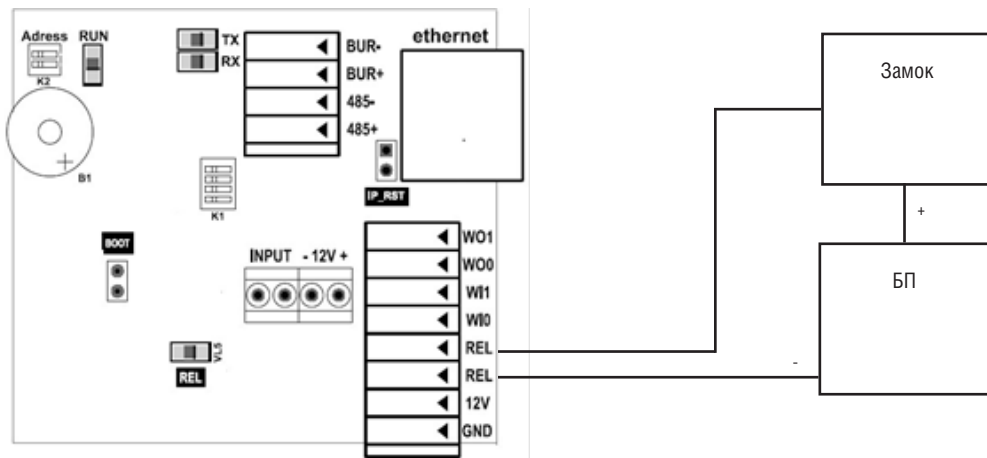 Adress RUN
K2
TX
RX
BUR-
BUR+
485-
485+
ethernet
B1
K1
IP_RST
BOOT
INPUT - 12V +
WO1
WO0
WI1
WI0
REL
REL
12V
GND
VL5
REL
Замок
+
БП
-